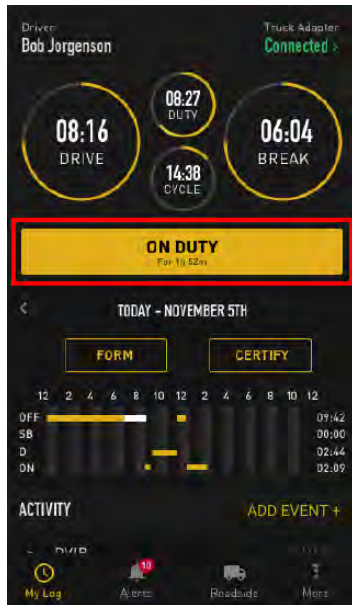 Driver
Truck Adapter
Bob Jorgenson
Connected >
08:16
DRIVE
08:27
DUTY
14:38
CYCLE
06:04
BREAK
ON DUTY
For 1h 52m
< TODAY - NOVEMBER 5TH
FORM
CERTIFY
12 2 4 6 8 10 12 2 4 6 8 10 12
OFF 09:42
SB 00:00
D 02:44
ON 02:09
ACTIVITY
ADD EVENT +
DVIR
10
My Log Alerts Roadside More